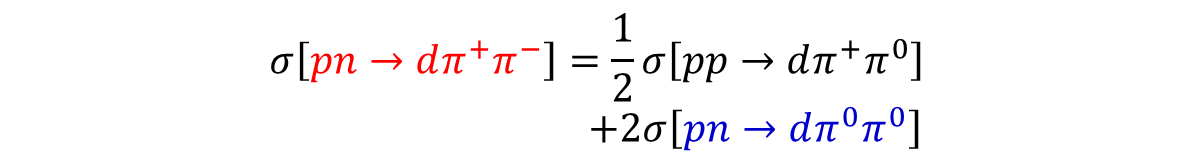 σ[pn → dπ⁺π⁻] = 1/2 σ[pp → dπ⁺π⁰]
+2σ[pn → dπ⁰π⁰]